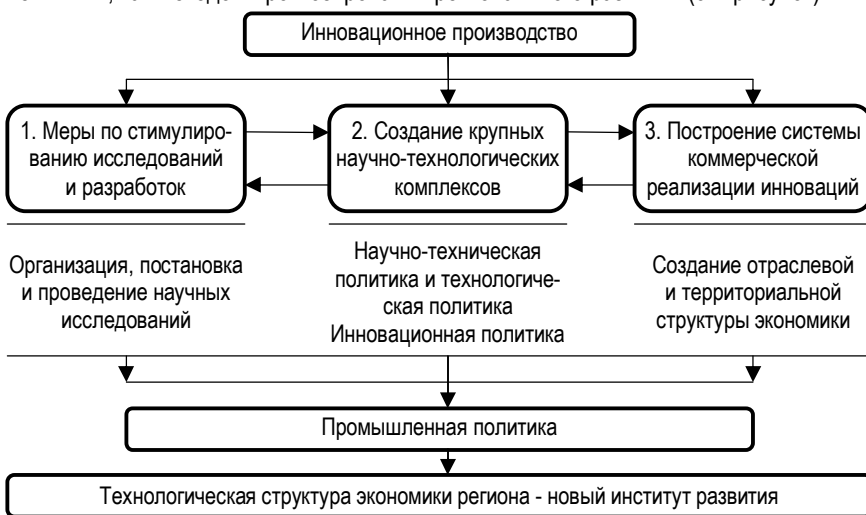 Инновационное производство
1. Меры по стимулиро-
ванию исследований
и разработок
2. Создание крупных
научно-технологических
комплексов
3. Построение системы
коммерческой
реализации инноваций
Организация, постановка
и проведение научных
исследований
Научно-техническая
политика и технологиче-
ская политика
Инновационная политика
Создание отраслевой
и территориальной
структуры экономики
Промышленная политика
Технологическая структура экономики региона - новый институт развития